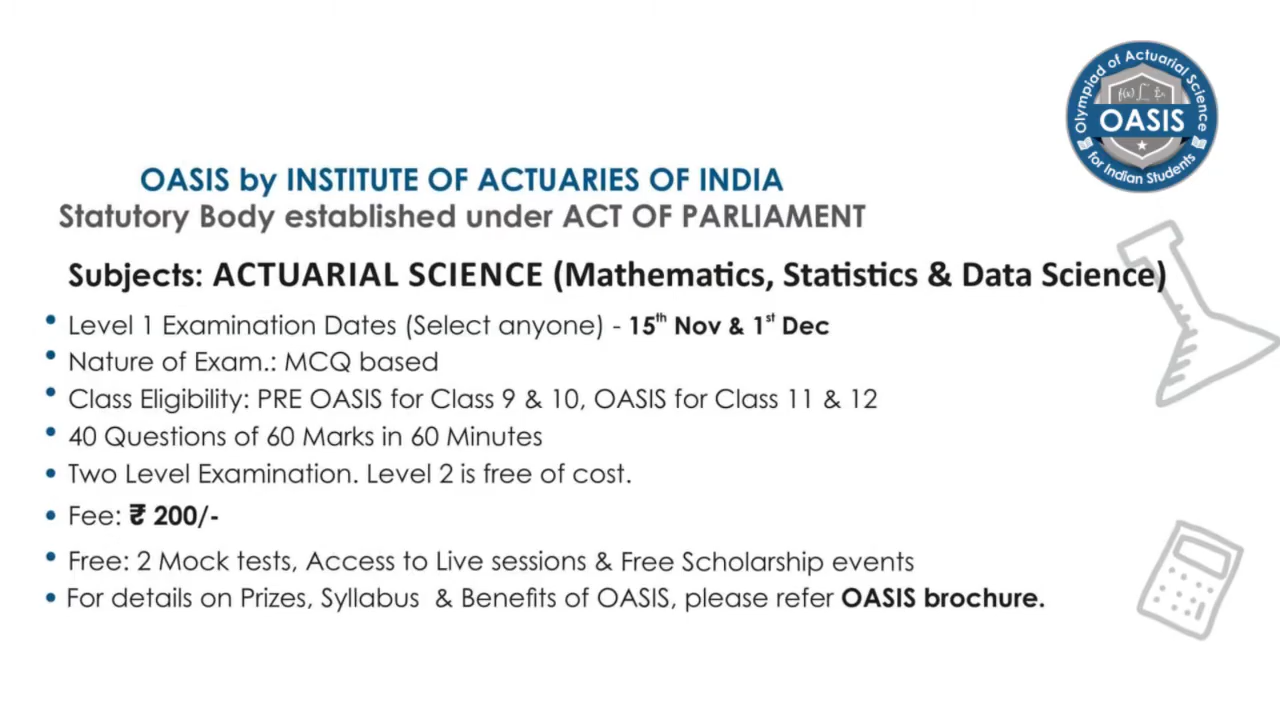 Olympiad of Actuarial Science
OASIS
for Indian Students
OASIS by INSTITUTE OF ACTUARIES OF INDIA
Statutory Body established under ACT OF PARLIAMENT
Subjects: ACTUARIAL SCIENCE (Mathematics, Statistics & Data Science)
• Level 1 Examination Dates (Select anyone) - 15th Nov & 1st Dec
• Nature of Exam.: MCQ based
• Class Eligibility: PRE OASIS for Class 9 & 10, OASIS for Class 11 & 12
• 40 Questions of 60 Marks in 60 Minutes
• Two Level Examination. Level 2 is free of cost.
• Fee: ₹ 200/-
• Free: 2 Mock tests, Access to Live sessions & Free Scholarship events
• For details on Prizes, Syllabus & Benefits of OASIS, please refer OASIS brochure.